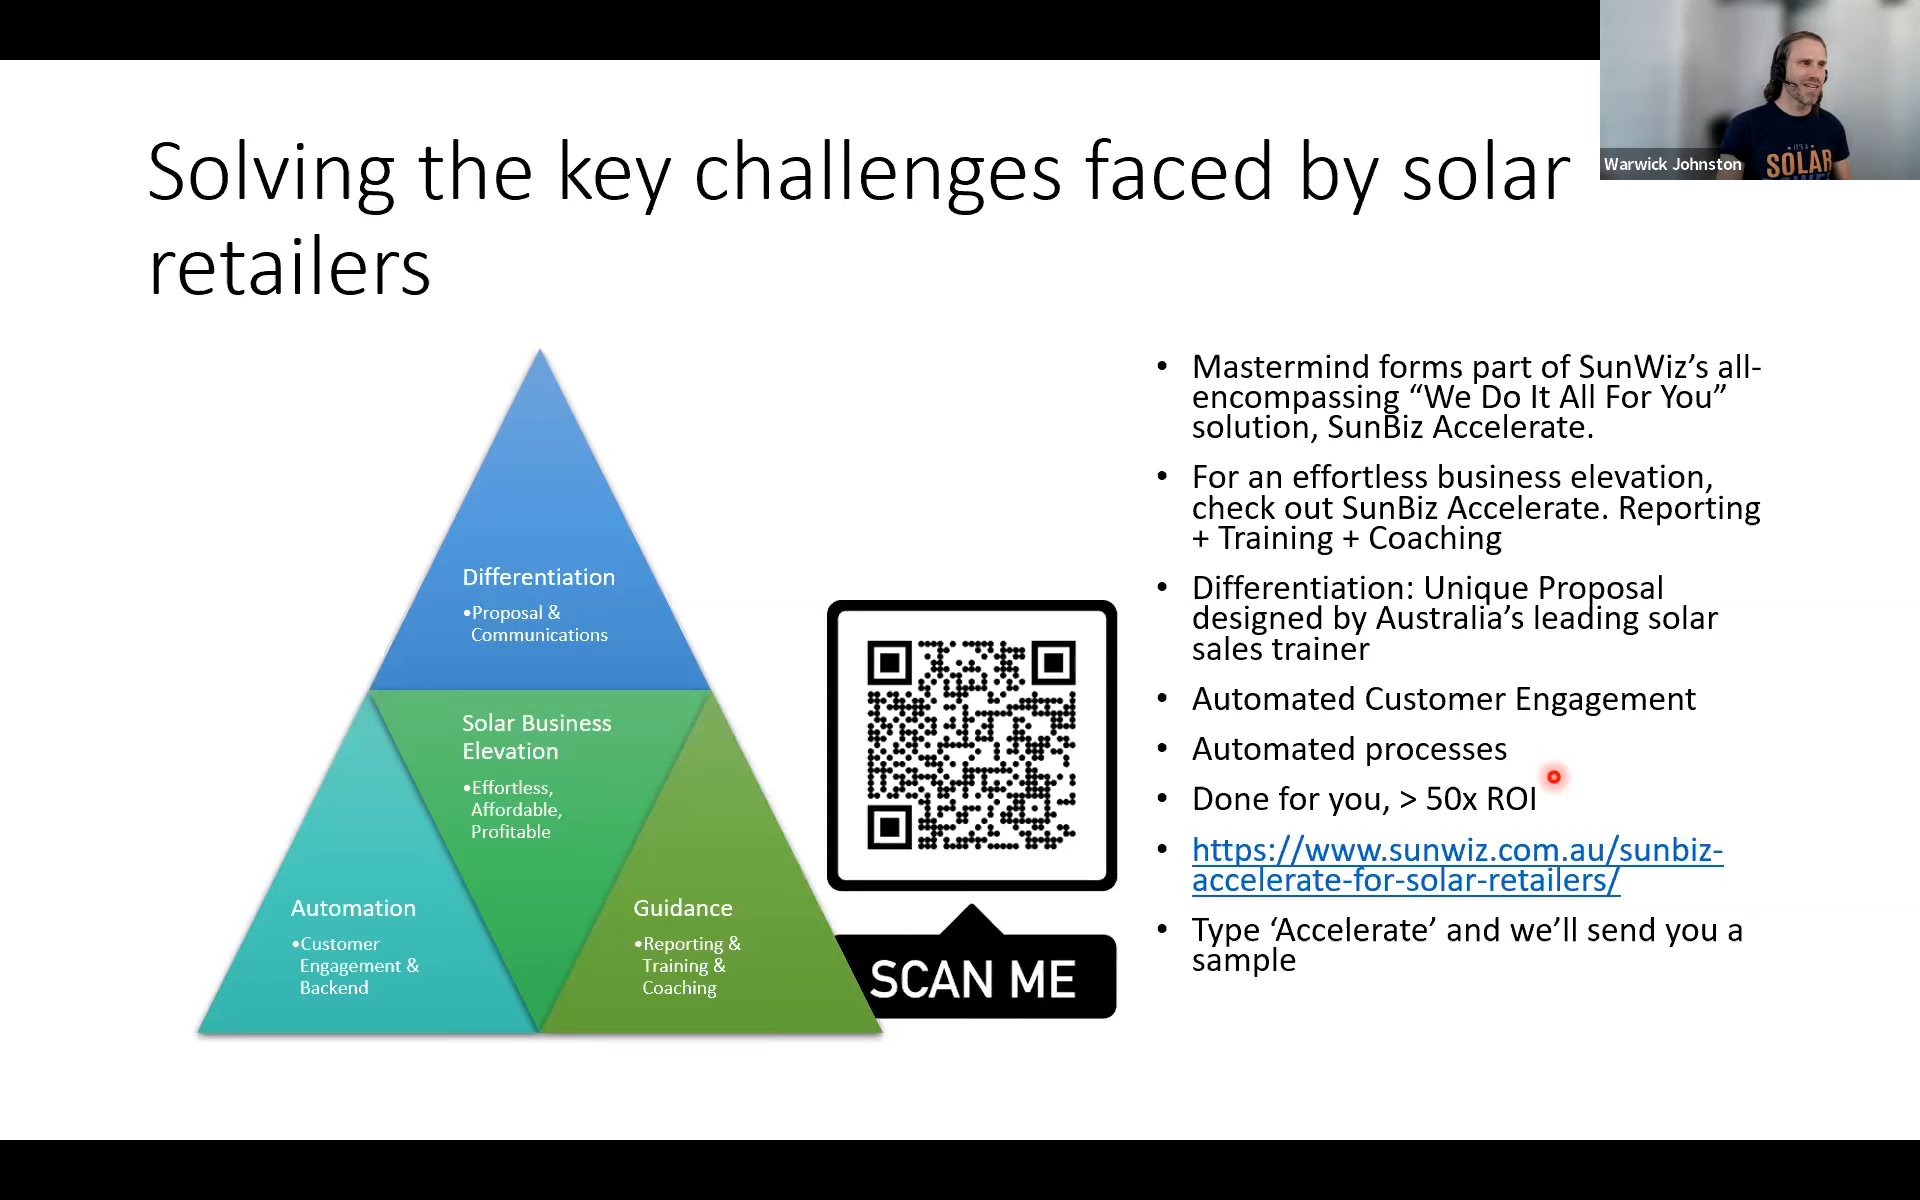 Solving the key challenges faced by solar
retailers
Warwick Johnston
IT'S A
SOLAR
Differentiation
•Proposal &
Communications
Solar Business
Elevation
•Effortless,
Affordable,
Profitable
Automation
•Customer
Engagement &
Backend
Guidance
•Reporting &
Training &
Coaching
SCAN ME
• Mastermind forms part of SunWiz’s all-
encompassing “We Do It All For You”
solution, SunBiz Accelerate.
• For an effortless business elevation,
check out SunBiz Accelerate. Reporting
+ Training + Coaching
• Differentiation: Unique Proposal
designed by Australia’s leading solar
sales trainer
• Automated Customer Engagement
• Automated processes
• Done for you, > 50x ROI
• https://www.sunwiz.com.au/sunbiz-
accelerate-for-solar-retailers/
• Type ‘Accelerate’ and we’ll send you a
sample